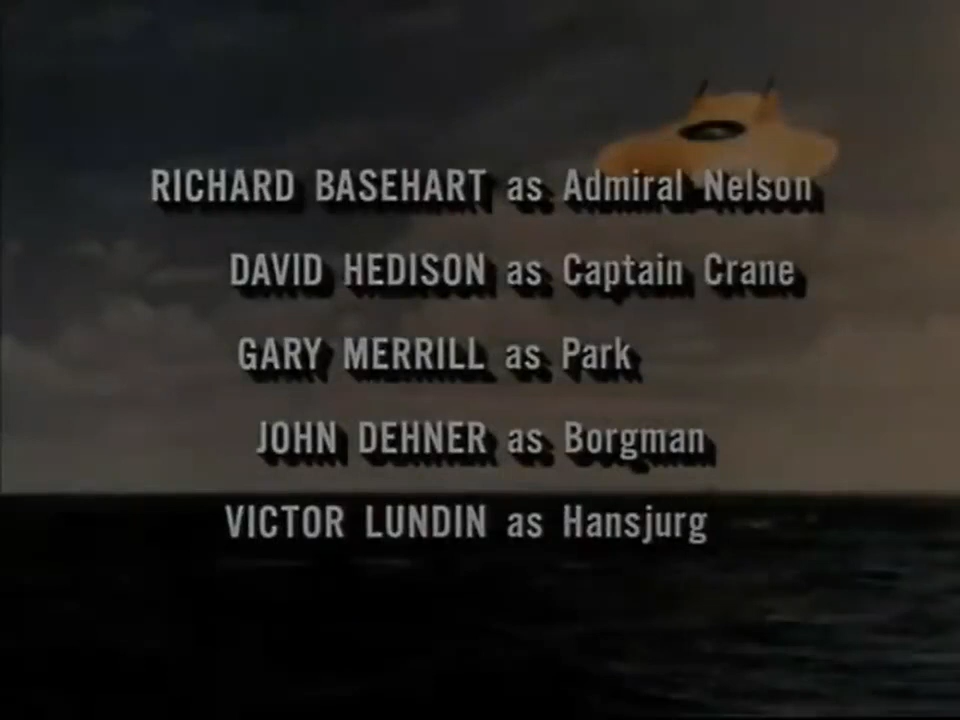 RICHARD BASEHART as Admiral Nelson
DAVID HEDISON as Captain Crane
GARY MERRILL as Park
JOHN DEHNER as Borgman
VICTOR LUNDIN as Hansjurg